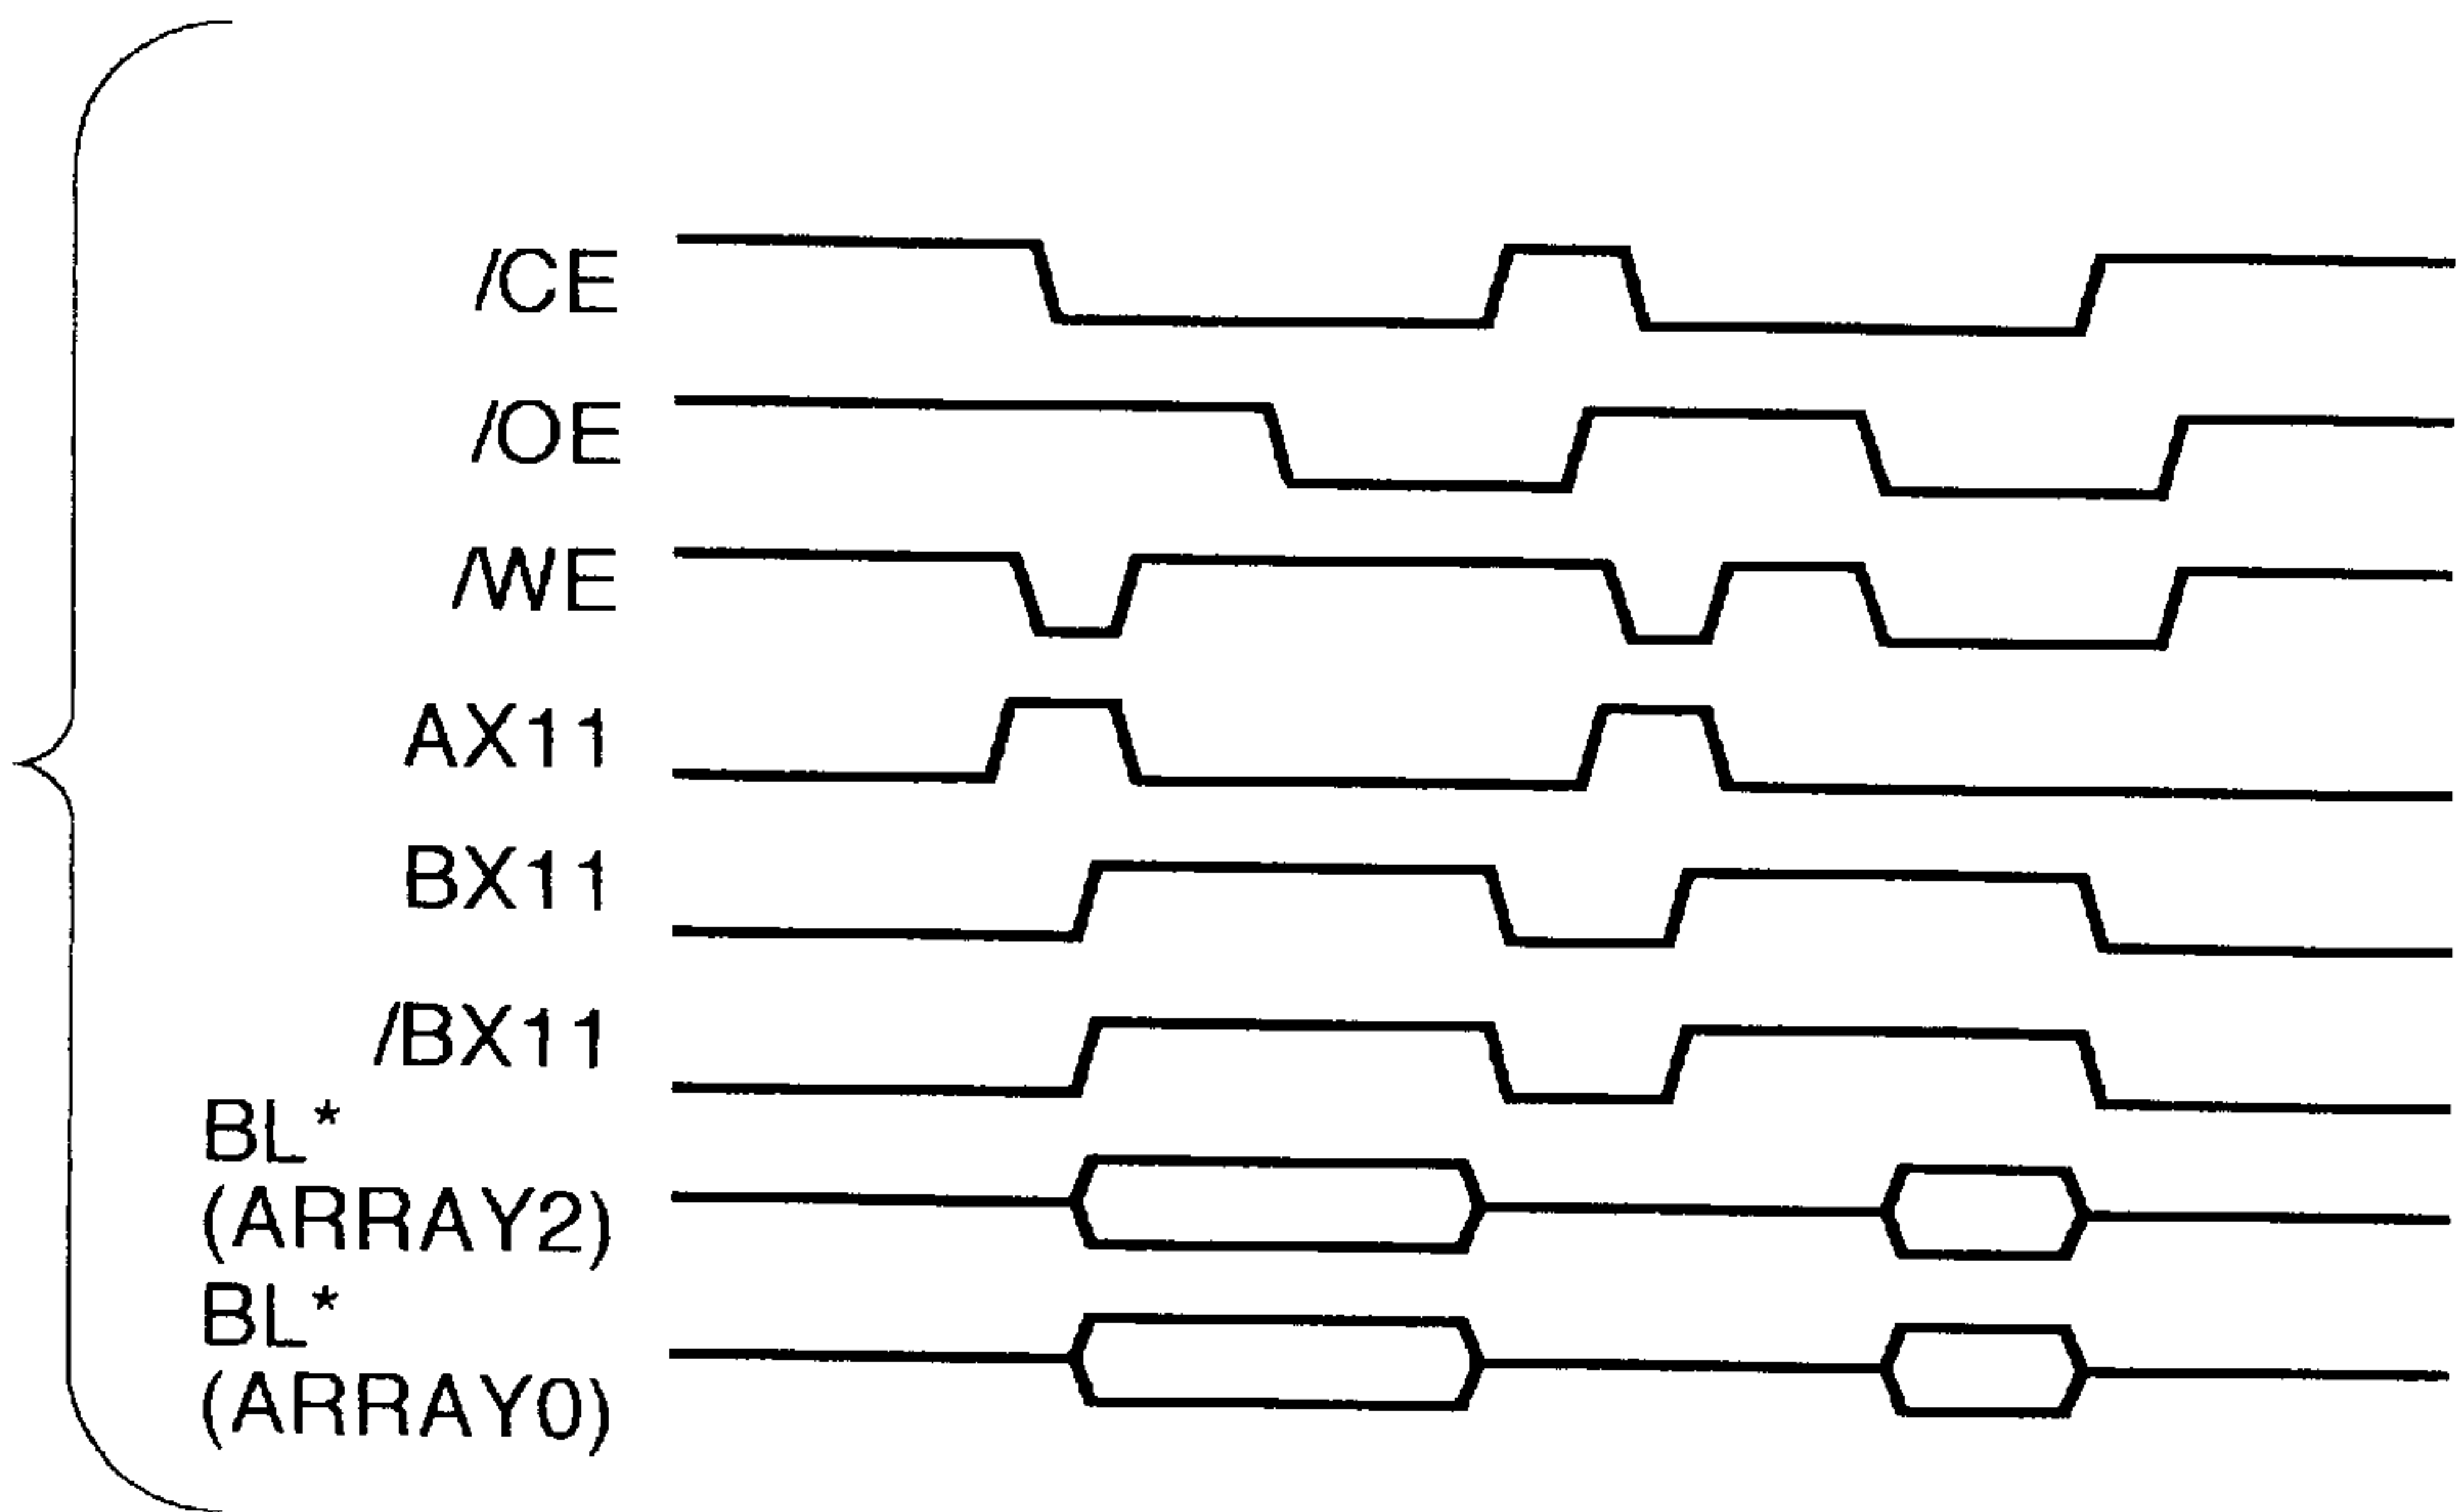 /CE
/OE
/WE
AX11
BX11
/BX11
BL*
(ARRAY2)
BL*
(ARRAY0)